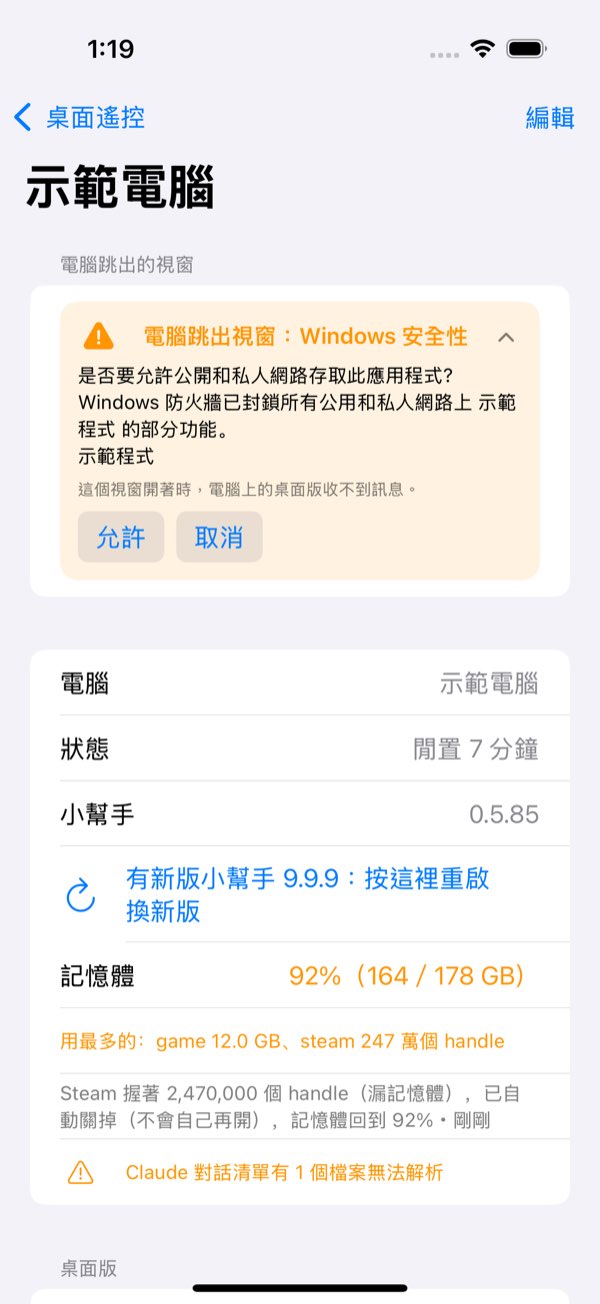 1:19
桌面遙控
編輯
示範電腦
電腦跳出的視窗
電腦跳出視窗：Windows 安全性
是否要允許公開和私人網路存取此應用程式?
Windows 防火牆已封鎖所有公用和私人網路上 示範
程式 的部分功能。
示範程式
這個視窗開著時，電腦上的桌面版收不到訊息。
允許
取消
電腦
示範電腦
狀態
閒置 7 分鐘
小幫手
0.5.85
有新版小幫手 9.9.9：按這裡重啟
換新版
記憶體
92%（164 / 178 GB）
用最多的：game 12.0 GB、steam 247 萬個 handle
Steam 握著 2,470,000 個 handle（漏記憶體），已自
動關掉（不會自己再開），記憶體回到 92%・剛剛
Claude 對話清單有 1 個檔案無法解析
桌面版